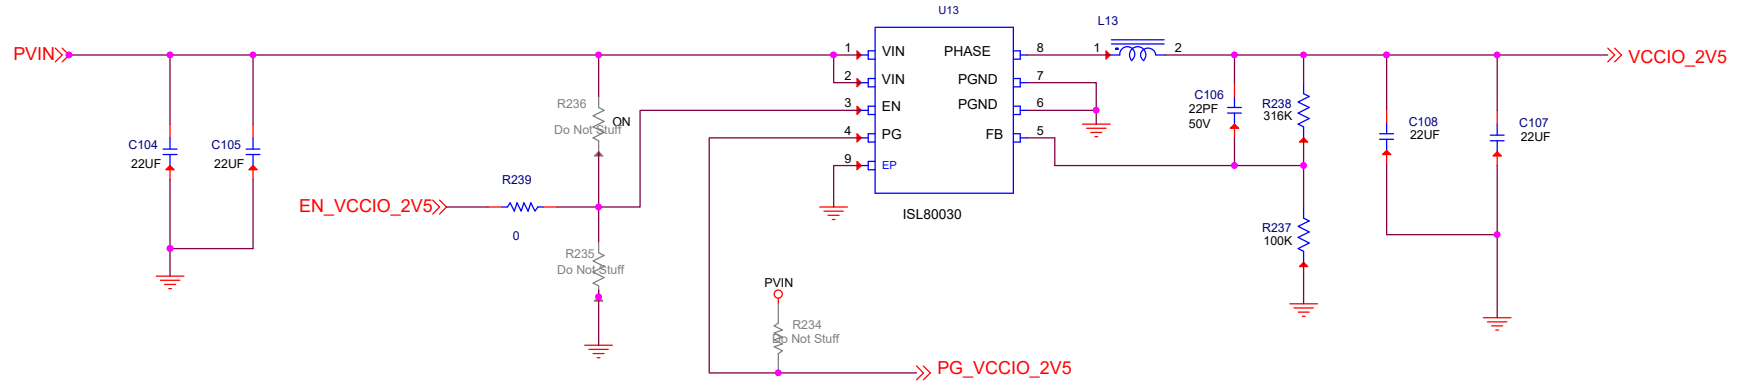 U13
L13
PVIN
1
VIN
PHASE
8
1
2
VCCIO_2V5
2
VIN
PGND
7
R236
Do Not Stuff
ON
3
EN
PGND
6
C106
22PF
50V
R238
316K
4
PG
FB
5
C108
22UF
C107
22UF
C104
22UF
C105
22UF
9
EP
R239
0
EN_VCCIO_2V5
ISL80030
R237
100K
R235
Do Not Stuff
PVIN
R234
Do Not Stuff
PG_VCCIO_2V5